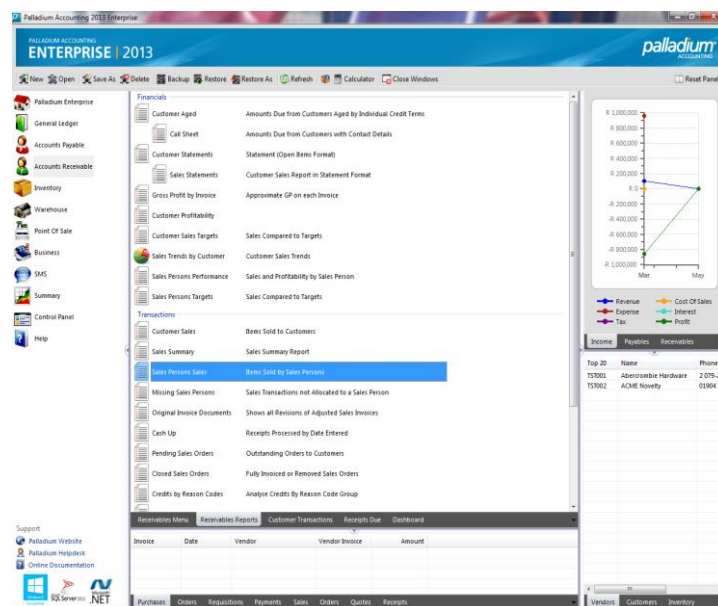 Palladium Accounting 2013 Enterprise
PALLADIUM ACCOUNTING
ENTERPRISE | 2013
palladium
ACCOUNTING
New Open Save As Delete Backup Restore Restore As Refresh Calculator Close Windows Reset Panel
Palladium Enterprise
General Ledger
Accounts Payable
Accounts Receivable
Inventory
Warehouse
Point Of Sale
Business
SMS
Summary
Control Panel
Help
Support
Palladium Website
Palladium Helpdesk
Online Documentation
SQL Server
.NET
Financials
Customer Aged Amounts Due from Customers Aged by Individual Credit Terms
Call Sheet Amounts Due from Customers with Contact Details
Customer Statements Statement (Open Items Format)
Sales Statements Customer Sales Report in Statement Format
Gross Profit by Invoice Approximate GP on each Invoice
Customer Profitability
Customer Sales Targets Sales Compared to Targets
Sales Trends by Customer Customer Sales Trends
Sales Persons Performance Sales and Profitability by Sales Person
Sales Persons Targets Sales Compared to Targets
Transactions
Customer Sales Items Sold to Customers
Sales Summary Sales Summary Report
Sales Persons Sales Items Sold by Sales Persons
Missing Sales Persons Sales Transactions not Allocated to a Sales Person
Original Invoice Documents Shows all Revisions of Adjusted Sales Invoices
Cash Up Receipts Processed by Date Entered
Pending Sales Orders Outstanding Orders to Customers
Closed Sales Orders Fully Invoiced or Removed Sales Orders
Credits by Reason Codes Analyse Credits By Reason Code Group
Receivables Menu Receivables Reports Customer Transactions Receipts Due Dashboard
Invoice Date Vendor Vendor Invoice Amount
Purchases Orders Requisitions Payments Sales Orders Quotes Receipts
R 1,000,000
R 800,000
R 600,000
R 400,000
R 200,000
R 0
-R 200,000
-R 400,000
-R 600,000
-R 800,000
-R 1,000,000
Mar May
Revenue Cost Of Sales
Expense Interest
Tax Profit
Income Payables Receivables
Top 20 Name Phone
TST001 Abercrombie Hardware 2 079-2
TST002 ACME Novelty 01904
Vendors Customers Inventory